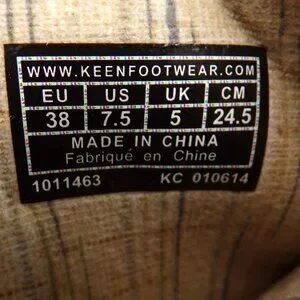 WWW.KEENFOOTWEAR.COM
EU US UK CM
38 7.5 5 24.5
MADE IN CHINA
Fabriqué en Chine
1011463 KC 010614